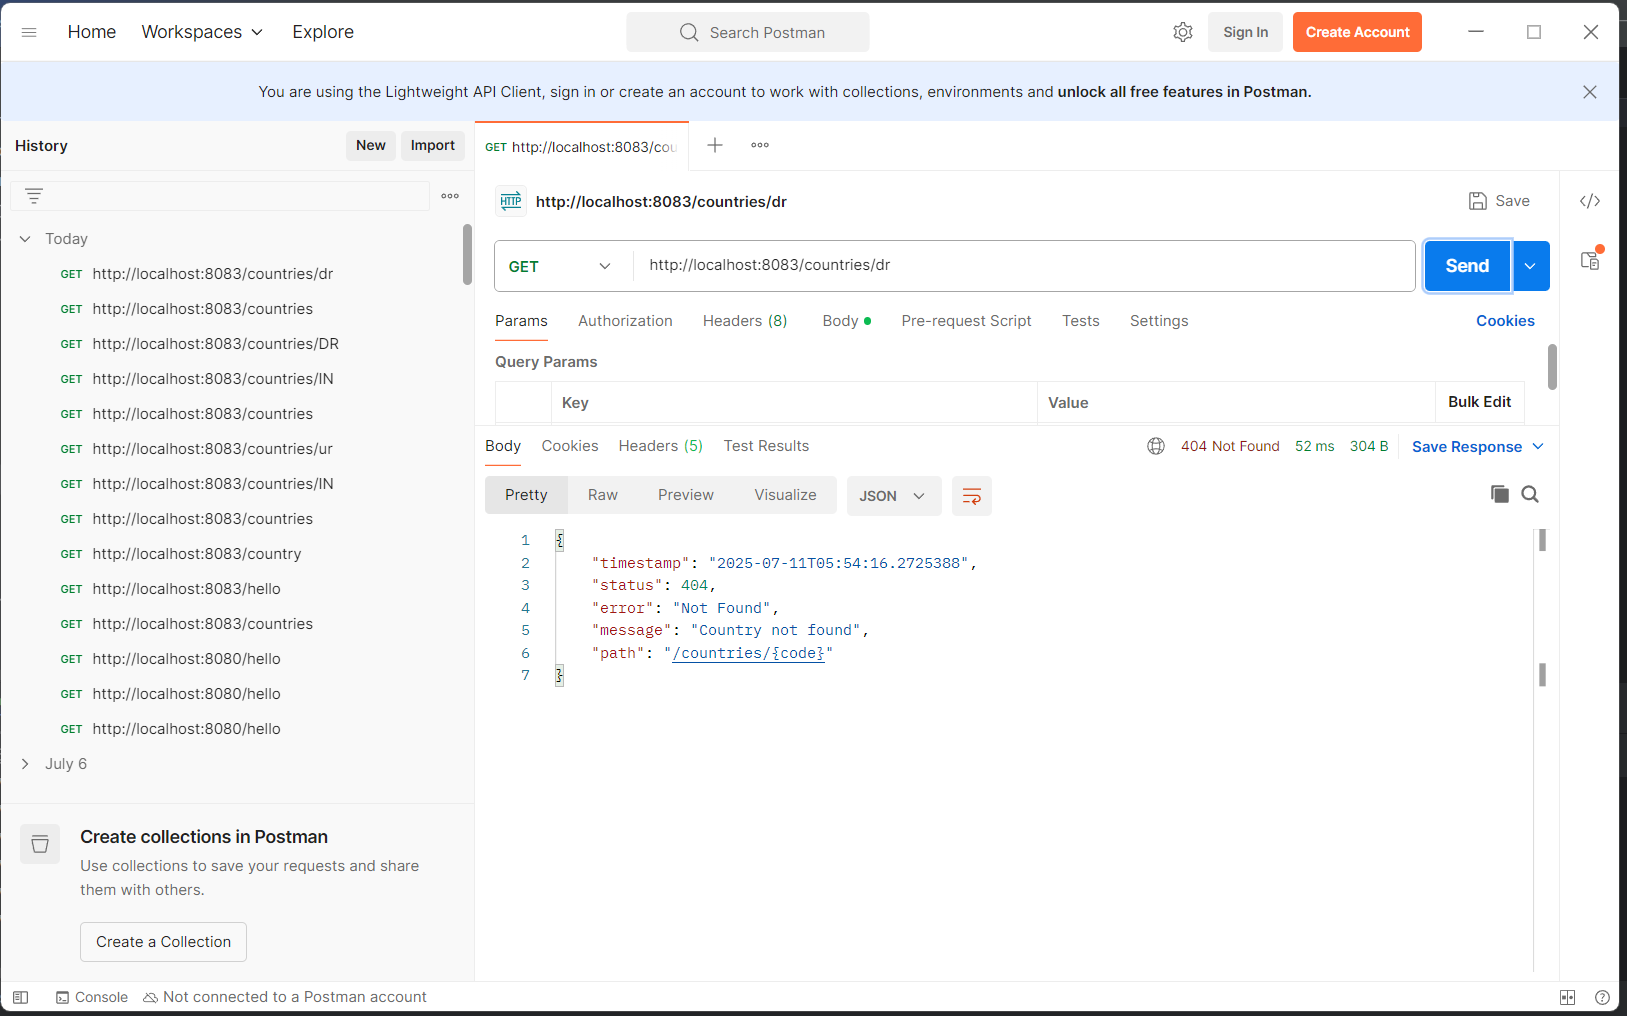 Home
Workspaces
Explore
Search Postman
Sign In
Create Account
You are using the Lightweight API Client, sign in or create an account to work with collections, environments and unlock all free features in Postman.
History
New
Import
Today
GET http://localhost:8083/countries/dr
GET http://localhost:8083/countries
GET http://localhost:8083/countries/DR
GET http://localhost:8083/countries/IN
GET http://localhost:8083/countries
GET http://localhost:8083/countries/ur
GET http://localhost:8083/countries/IN
GET http://localhost:8083/countries
GET http://localhost:8083/country
GET http://localhost:8083/hello
GET http://localhost:8083/countries
GET http://localhost:8080/hello
GET http://localhost:8080/hello
GET http://localhost:8080/hello
July 6
Create collections in Postman
Use collections to save your requests and share
them with others.
Create a Collection
GET http://localhost:8083/cou
HTTP http://localhost:8083/countries/dr
Save
GET
http://localhost:8083/countries/dr
Send
Params
Authorization
Headers (8)
Body
Pre-request Script
Tests
Settings
Cookies
Query Params
Key
Value
Bulk Edit
Body
Cookies
Headers (5)
Test Results
404 Not Found
52 ms
304 B
Save Response
Pretty
Raw
Preview
Visualize
JSON
1 {
2 "timestamp": "2025-07-11T05:54:16.2725388",
3 "status": 404,
4 "error": "Not Found",
5 "message": "Country not found",
6 "path": "/countries/{code}"
7 }
Console
Not connected to a Postman account